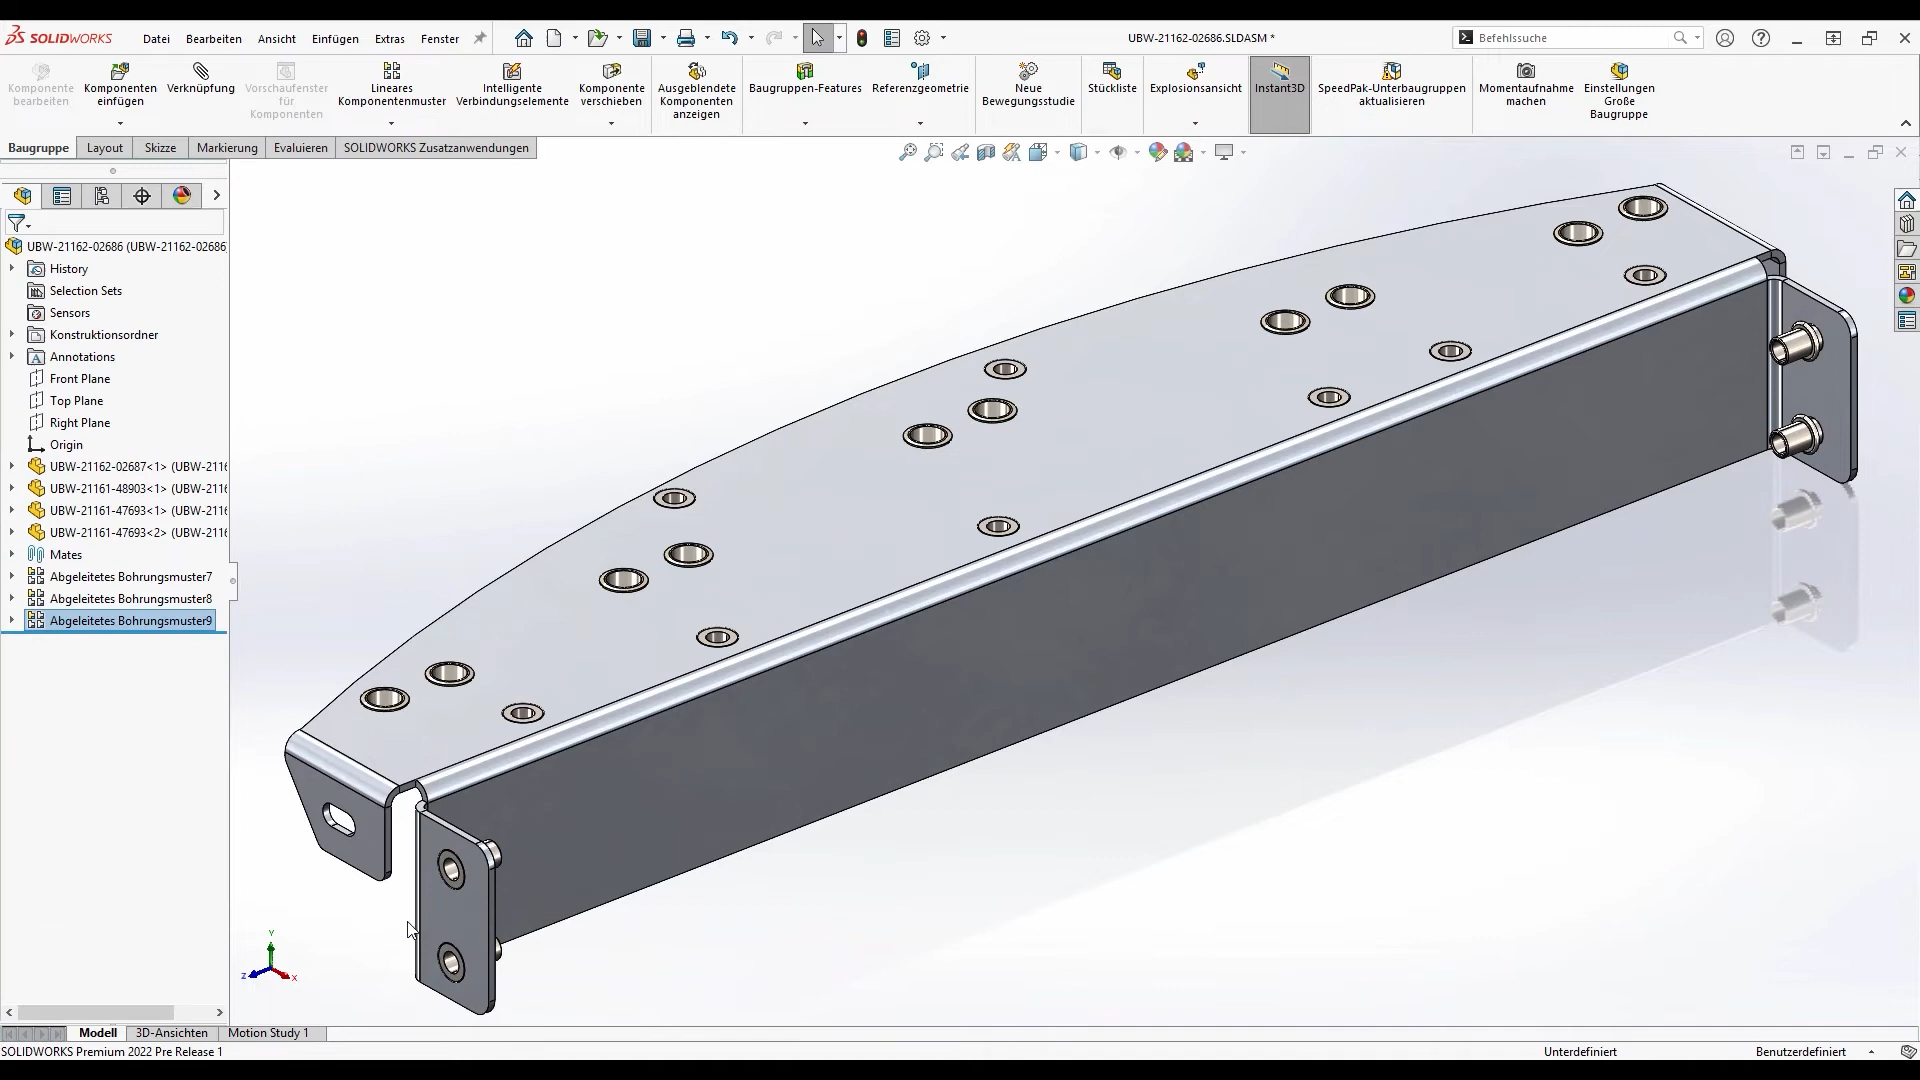 SOLIDWORKS
Datei Bearbeiten Ansicht Einfügen Extras Fenster
UBW-21162-02686.SLDASM *
Befehlssuche
Komponente bearbeiten
Komponenten einfügen
Verknüpfung
Vorschaufenster für Komponenten
Lineares Komponentenmuster
Intelligente Verbindungselemente
Komponente verschieben
Ausgeblendete Komponenten anzeigen
Baugruppen-Features
Referenzgeometrie
Neue Bewegungsstudie
Stückliste
Explosionsansicht
Instant3D
SpeedPak-Unterbaugruppen aktualisieren
Momentaufnahme machen
Einstellungen Große Baugruppe
Baugruppe Layout Skizze Markierung Evaluieren SOLIDWORKS Zusatzanwendungen
UBW-21162-02686 (UBW-21162-02686
History
Selection Sets
Sensors
Konstruktionsordner
Annotations
Front Plane
Top Plane
Right Plane
Origin
UBW-21162-02687<1> (UBW-2116
UBW-21161-48903<1> (UBW-2116
UBW-21161-47693<1> (UBW-2116
UBW-21161-47693<2> (UBW-2116
Mates
Abgeleitetes Bohrungsmuster7
Abgeleitetes Bohrungsmuster8
Abgeleitetes Bohrungsmuster9
Y
Z X
Modell 3D-Ansichten Motion Study 1
SOLIDWORKS Premium 2022 Pre Release 1
Unterdefiniert Benutzerdefiniert